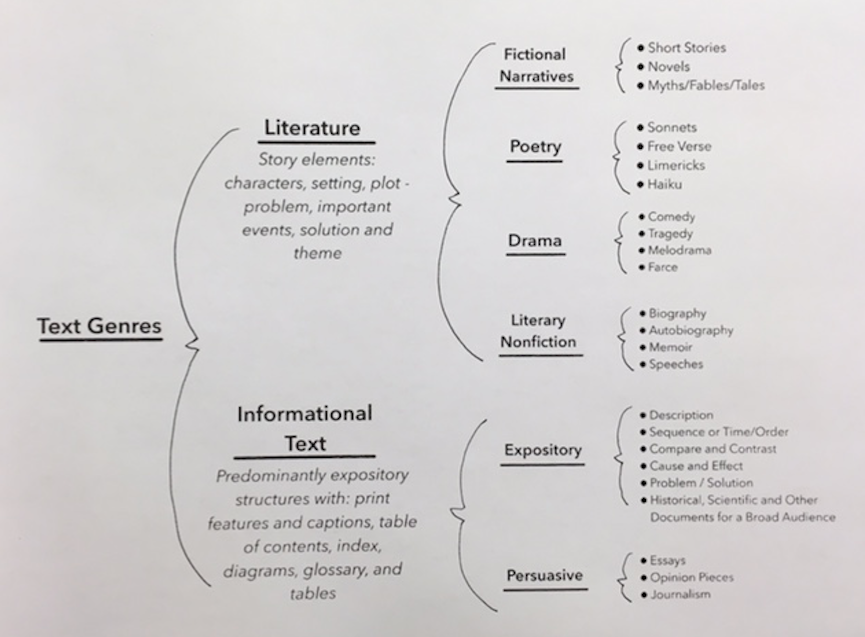 Text Genres
Literature
Story elements:
characters, setting, plot -
problem, important
events, solution and
theme
Fictional
Narratives
• Short Stories
• Novels
• Myths/Fables/Tales
Poetry
• Sonnets
• Free Verse
• Limericks
• Haiku
Drama
• Comedy
• Tragedy
• Melodrama
• Farce
Literary
Nonfiction
• Biography
• Autobiography
• Memoir
• Speeches
Informational
Text
Predominantly expository
structures with: print
features and captions, table
of contents, index,
diagrams, glossary, and
tables
Expository
• Description
• Sequence or Time/Order
• Compare and Contrast
• Cause and Effect
• Problem / Solution
• Historical, Scientific and Other
Documents for a Broad Audience
Persuasive
• Essays
• Opinion Pieces
• Journalism